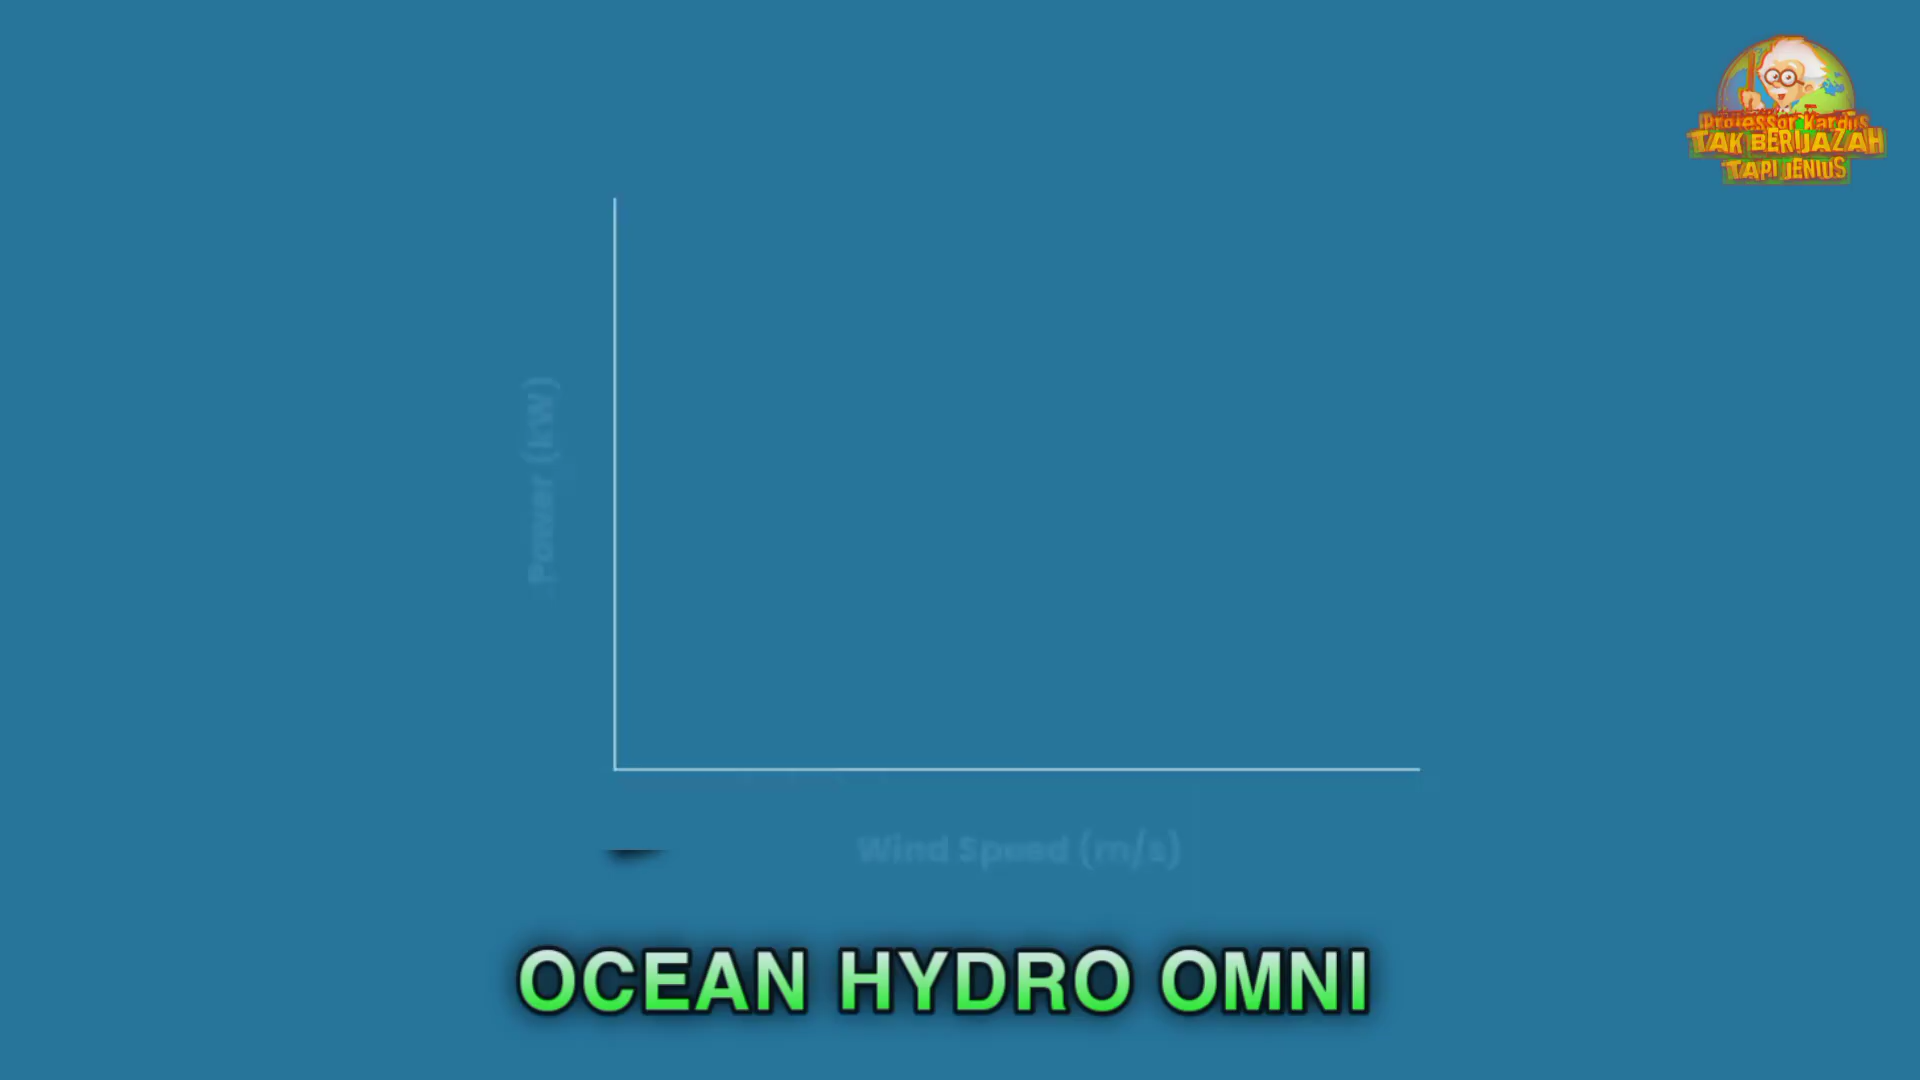 Professor Kardus
TAK BERIJAZAH
TAPI JENIUS
Power (kW)
Wind Speed (m/s)
OCEAN HYDRO OMNI